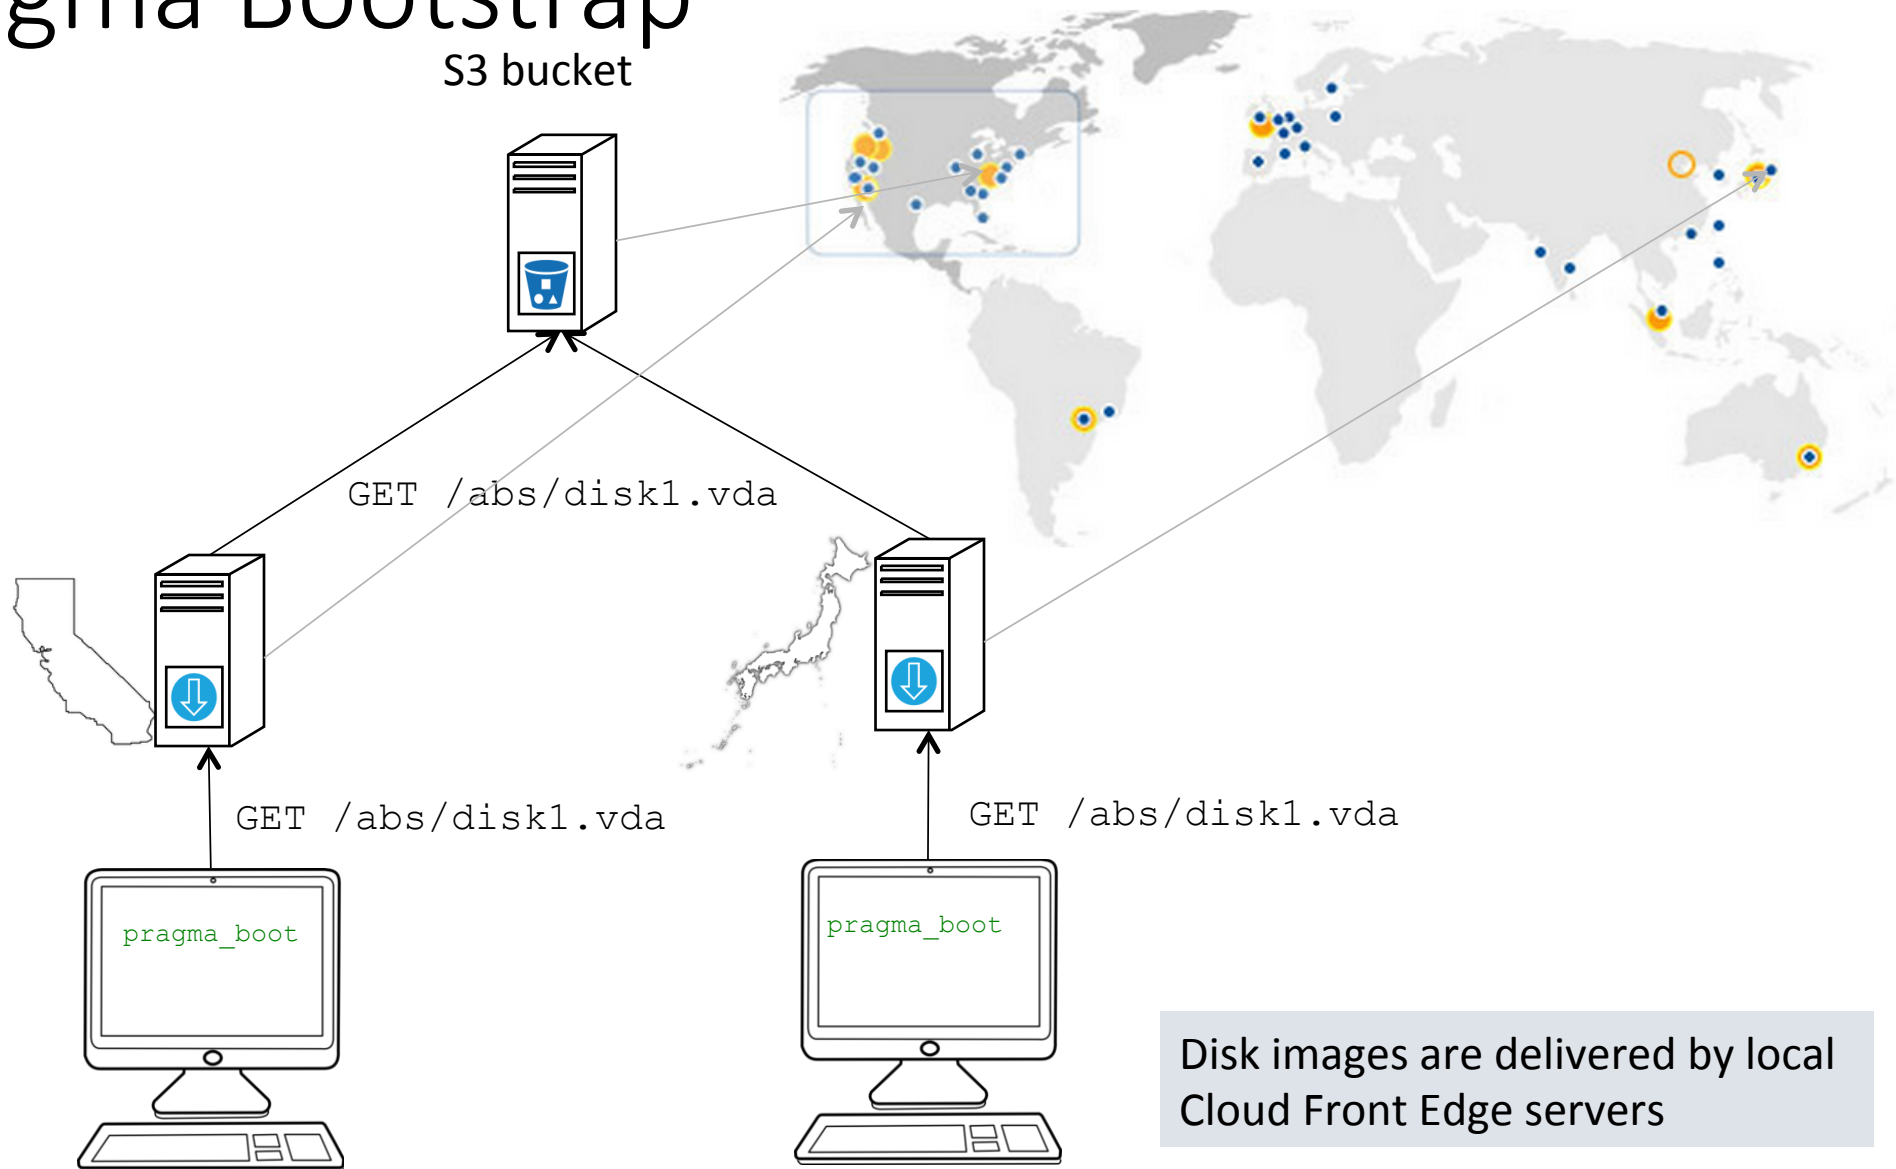 gma Bootstrap
S3 bucket
GET /abs/disk1.vda
GET /abs/disk1.vda
GET /abs/disk1.vda
pragma_boot
pragma_boot
Disk images are delivered by local
Cloud Front Edge servers